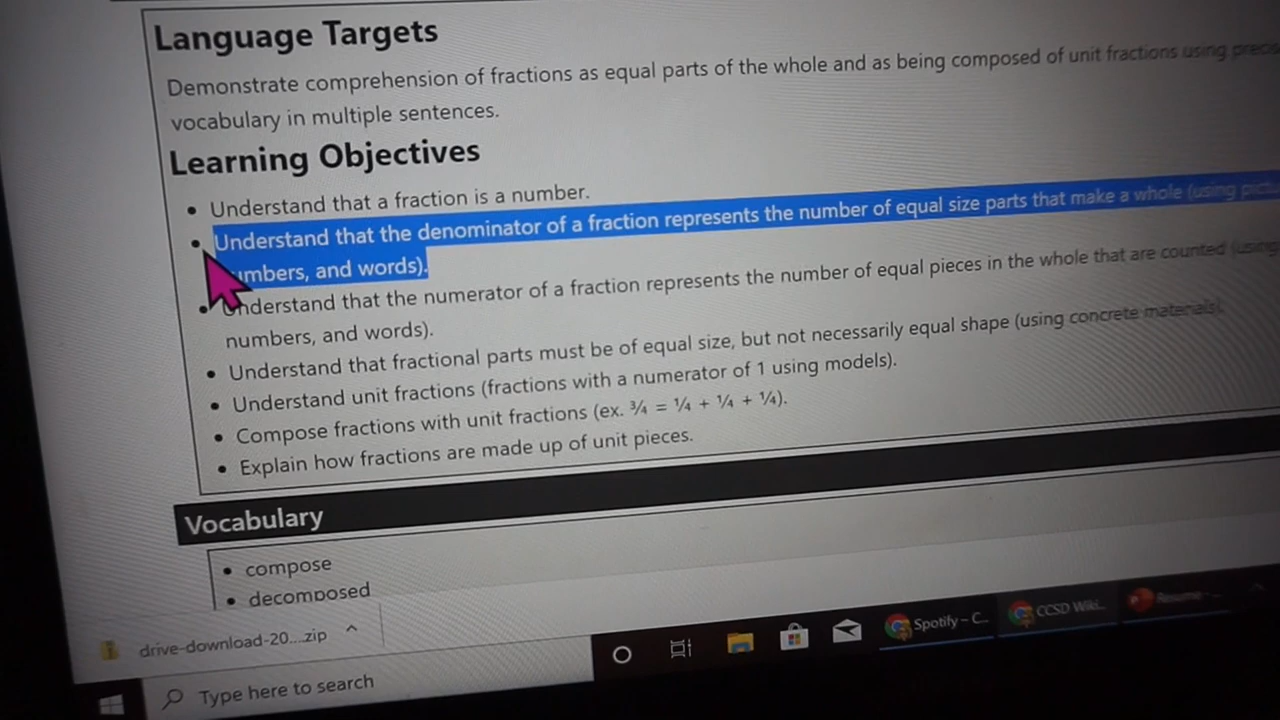 Language Targets
Demonstrate comprehension of fractions as equal parts of the whole and as being composed of unit fractions using
vocabulary in multiple sentences.
Learning Objectives
• Understand that a fraction is a number.
• Understand that the denominator of a fraction represents the number of equal size parts that make a whole (using
numbers, and words).
• Understand that the numerator of a fraction represents the number of equal pieces in the whole that are counted (using
numbers, and words).
• Understand that fractional parts must be of equal size, but not necessarily equal shape (using concrete materials).
• Understand unit fractions (fractions with a numerator of 1 using models).
• Compose fractions with unit fractions (ex. ¾ = ¼ + ¼ + ¼).
• Explain how fractions are made up of unit pieces.
Vocabulary
• compose
• decomposed
drive-download-20....zip
Spotify – C...
CCSD Wiki...
Type here to search